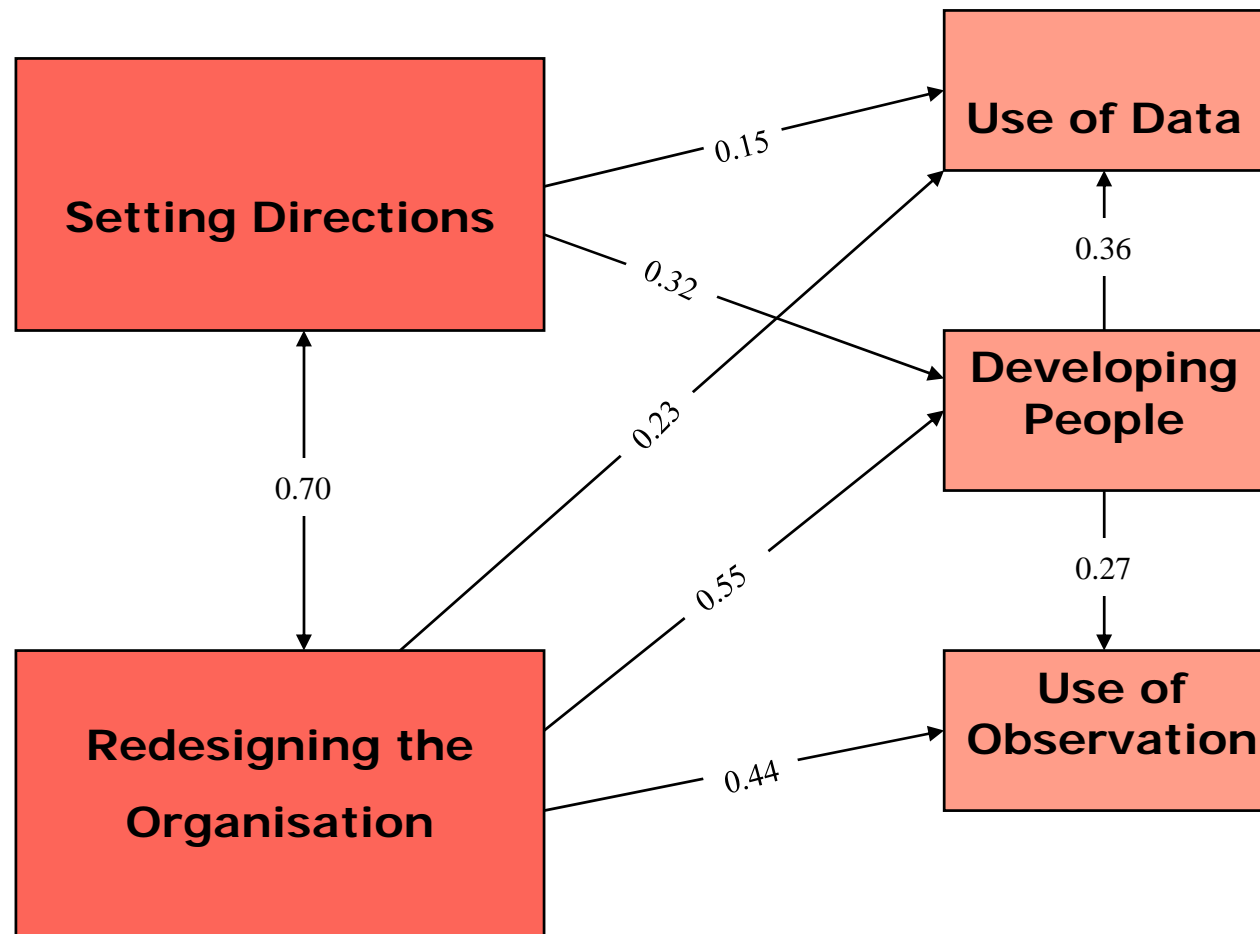 Use of Data
0.15
Setting Directions
0.36
0.32
Developing
People
0.23
0.70
0.27
0.55
Use of
Observation
Redesigning the
0.44
Organisation